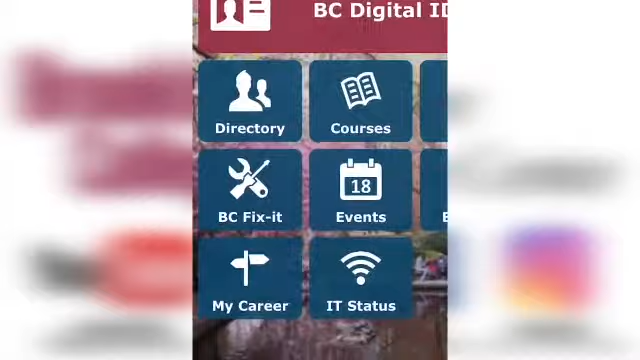 BC Digital ID
Directory
Courses
BC Fix-it
18
Events
My Career
IT Status